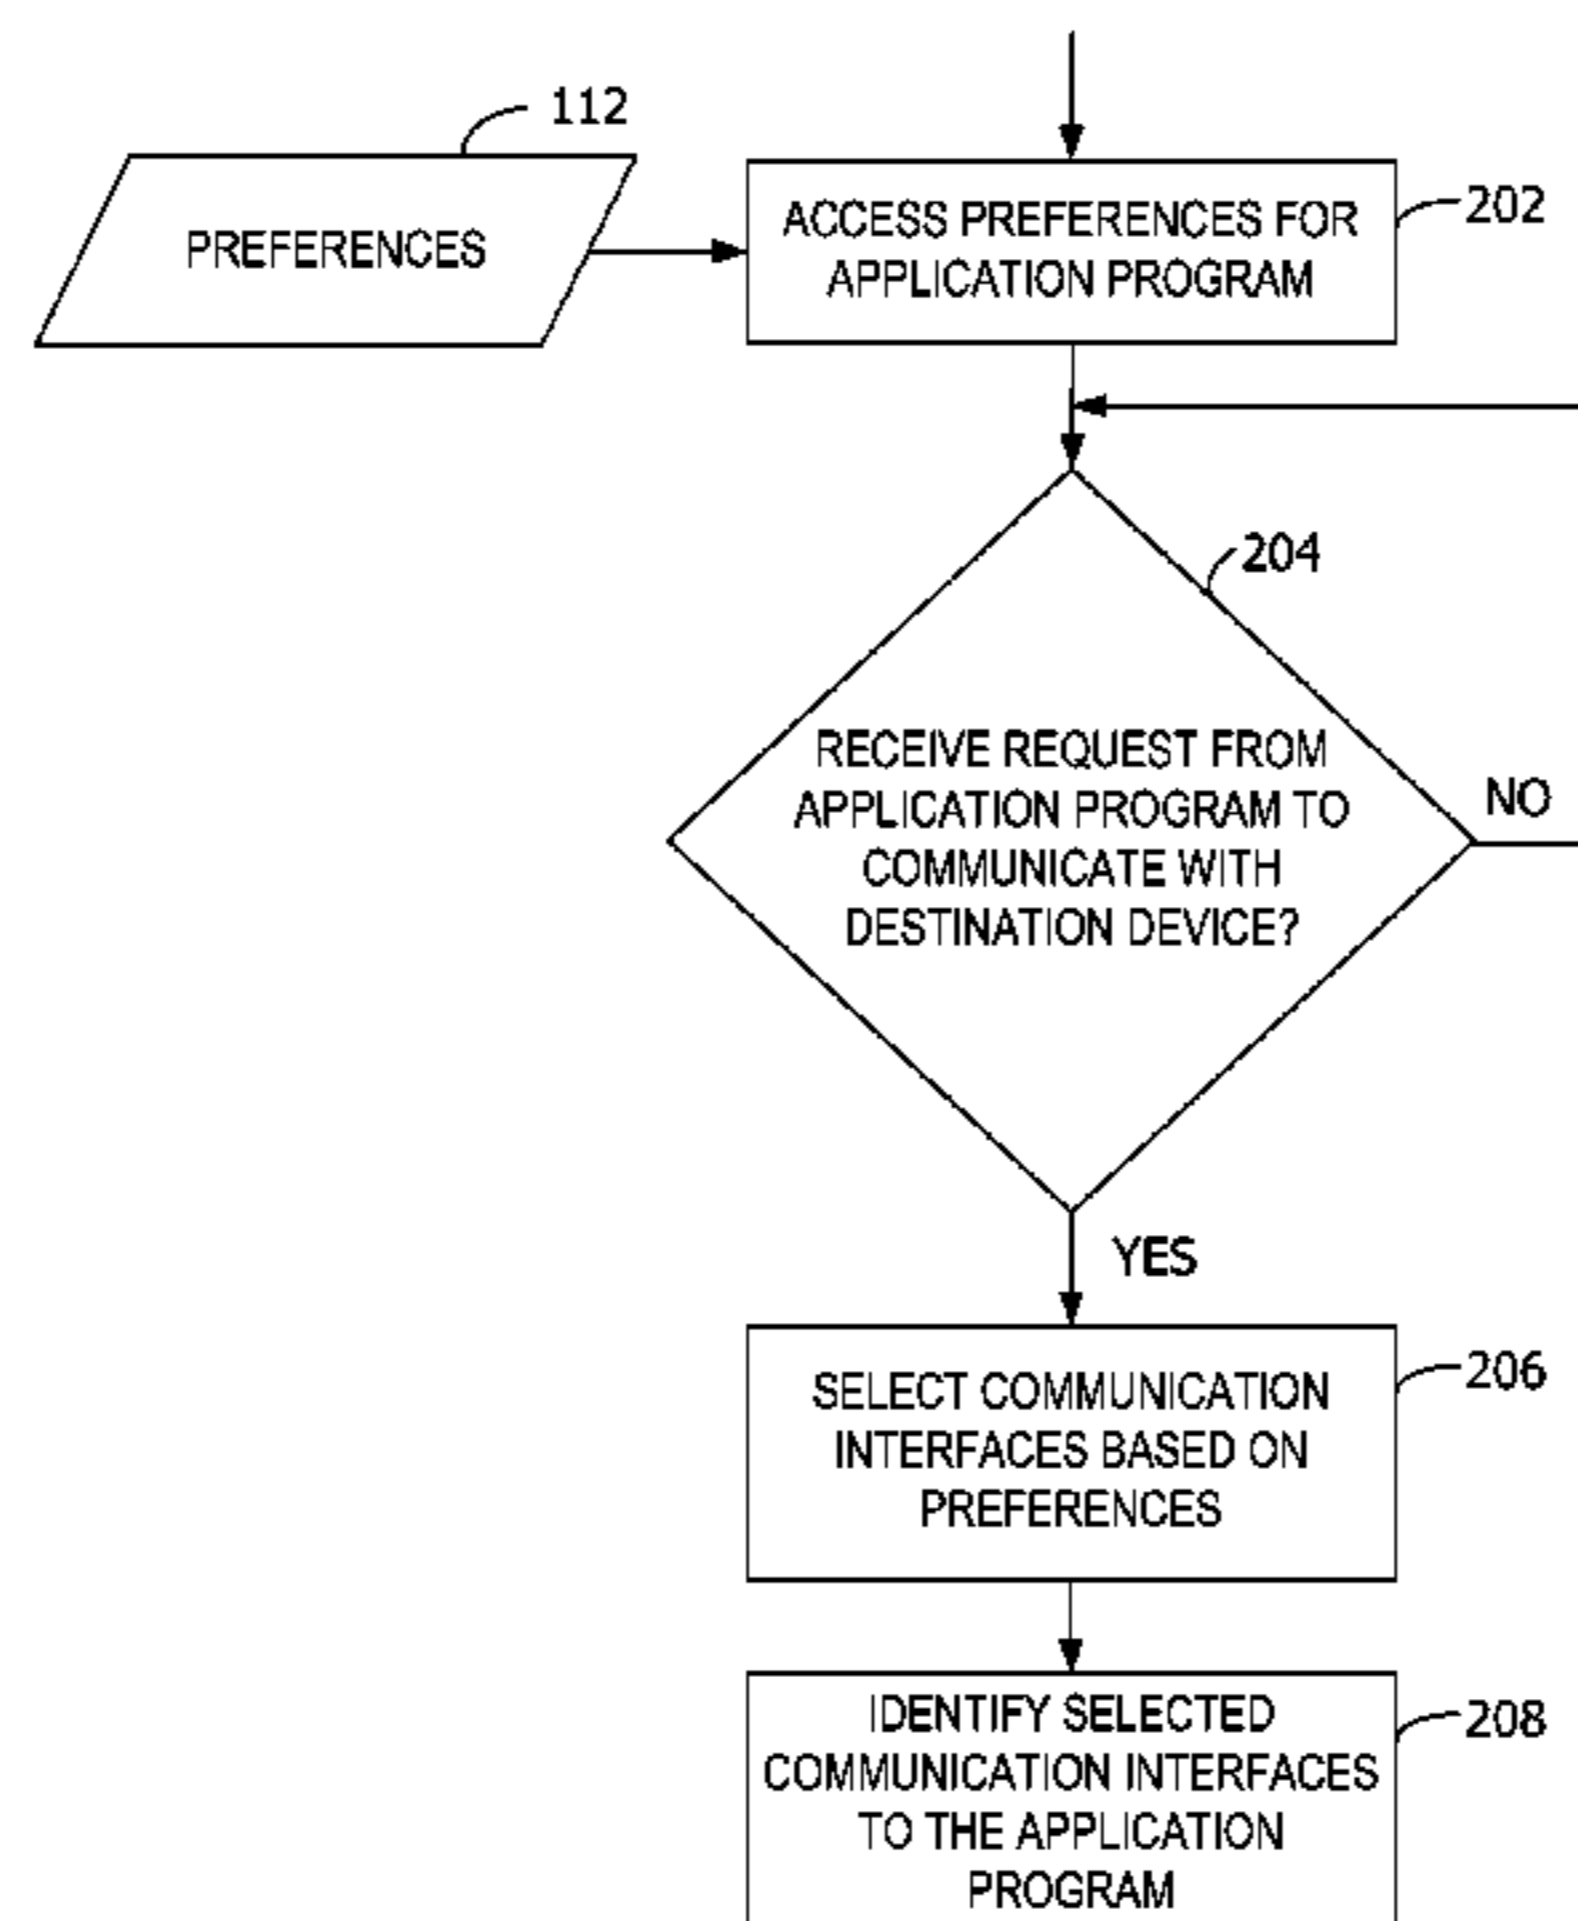 112
PREFERENCES
ACCESS PREFERENCES FOR
APPLICATION PROGRAM
202
204
RECEIVE REQUEST FROM
APPLICATION PROGRAM TO
COMMUNICATE WITH
DESTINATION DEVICE?
NO
YES
SELECT COMMUNICATION
INTERFACES BASED ON
PREFERENCES
206
IDENTIFY SELECTED
COMMUNICATION INTERFACES
TO THE APPLICATION
PROGRAM
208